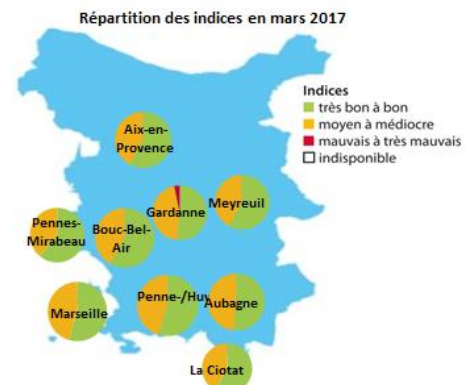 Répartition des indices en mars 2017
Indices
très bon à bon
moyen à médiocre
mauvais à très mauvais
indisponible
Aix-en-
Provence
Pennes-
Mirabeau
Bouc-Bel-
Air
Gardanne
Meyreuil
Marseille
Penne-/Huy
Aubagne
La Ciotat